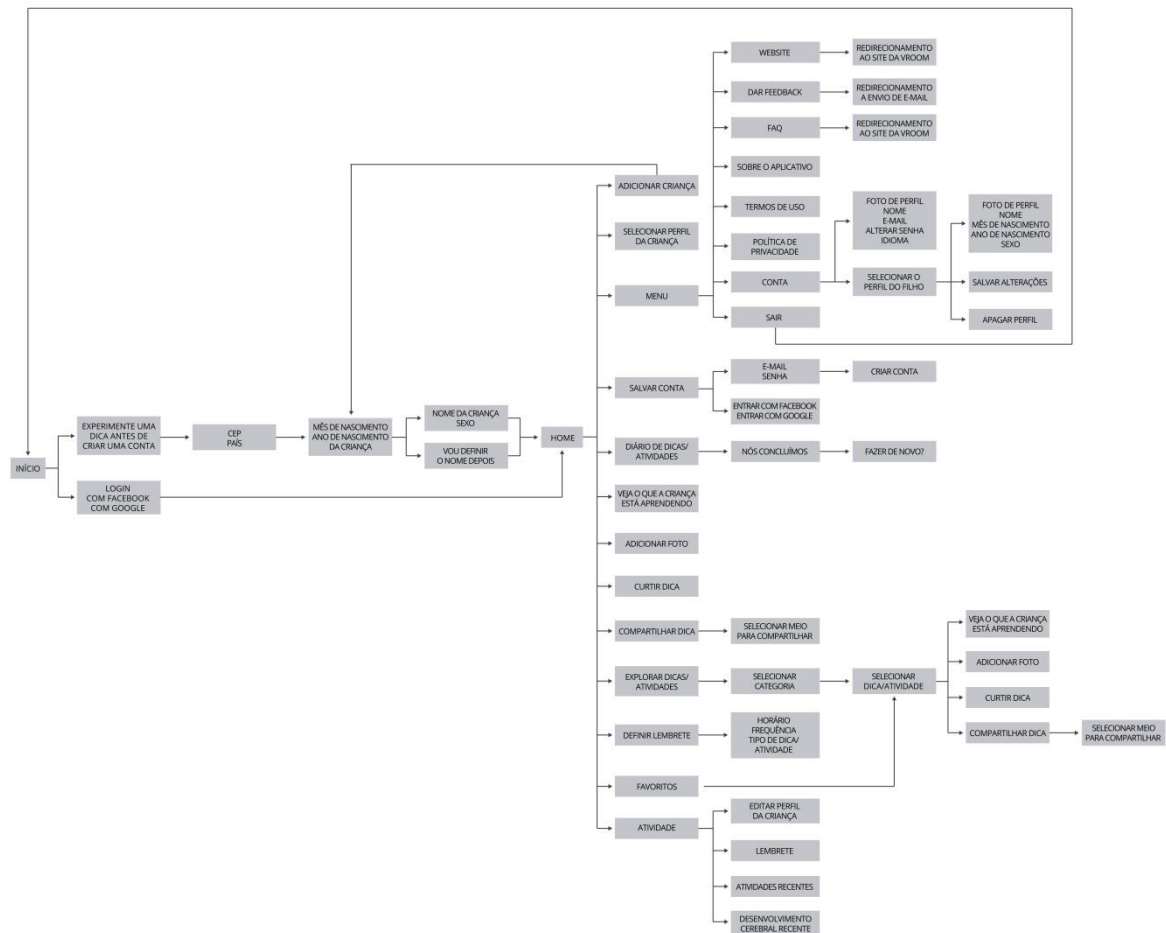 INÍCIO
EXPERIMENTE UMA
DICA ANTES DE
CRIAR UMA CONTA
LOGIN
COM FACEBOOK
COM GOOGLE
CEP
PAÍS
MÊS DE NASCIMENTO
ANO DE NASCIMENTO
DA CRIANÇA
NOME DA CRIANÇA
SEXO
VOU DEFINIR
O NOME DEPOIS
HOME
ADICIONAR CRIANÇA
SELECIONAR PERFIL
DA CRIANÇA
MENU
WEBSITE
REDIRECIONAMENTO
AO SITE DA VROOM
DAR FEEDBACK
REDIRECIONAMENTO
A ENVIO DE E-MAIL
FAQ
REDIRECIONAMENTO
AO SITE DA VROOM
SOBRE O APLICATIVO
TERMOS DE USO
POLÍTICA DE
PRIVACIDADE
CONTA
FOTO DE PERFIL
NOME
E-MAIL
ALTERAR SENHA
IDIOMA
SELECIONAR O
PERFIL DO FILHO
FOTO DE PERFIL
NOME
MÊS DE NASCIMENTO
ANO DE NASCIMENTO
SEXO
SALVAR ALTERAÇÕES
APAGAR PERFIL
SAIR
SALVAR CONTA
E-MAIL
SENHA
CRIAR CONTA
ENTRAR COM FACEBOOK
ENTRAR COM GOOGLE
DIÁRIO DE DICAS/
ATIVIDADES
NÓS CONCLUÍMOS
FAZER DE NOVO?
VEJA O QUE A CRIANÇA
ESTÁ APRENDENDO
ADICIONAR FOTO
CURTIR DICA
COMPARTILHAR DICA
SELECIONAR MEIO
PARA COMPARTILHAR
EXPLORAR DICAS/
ATIVIDADES
SELECIONAR
CATEGORIA
SELECIONAR
DICA/ATIVIDADE
VEJA O QUE A CRIANÇA
ESTÁ APRENDENDO
ADICIONAR FOTO
CURTIR DICA
COMPARTILHAR DICA
SELECIONAR MEIO
PARA COMPARTILHAR
DEFINIR LEMBRETE
HORÁRIO
FREQUÊNCIA
TIPO DE DICA/
ATIVIDADE
FAVORITOS
ATIVIDADE
EDITAR PERFIL
DA CRIANÇA
LEMBRETE
ATIVIDADES RECENTES
DESENVOLVIMENTO
CEREBRAL RECENTE